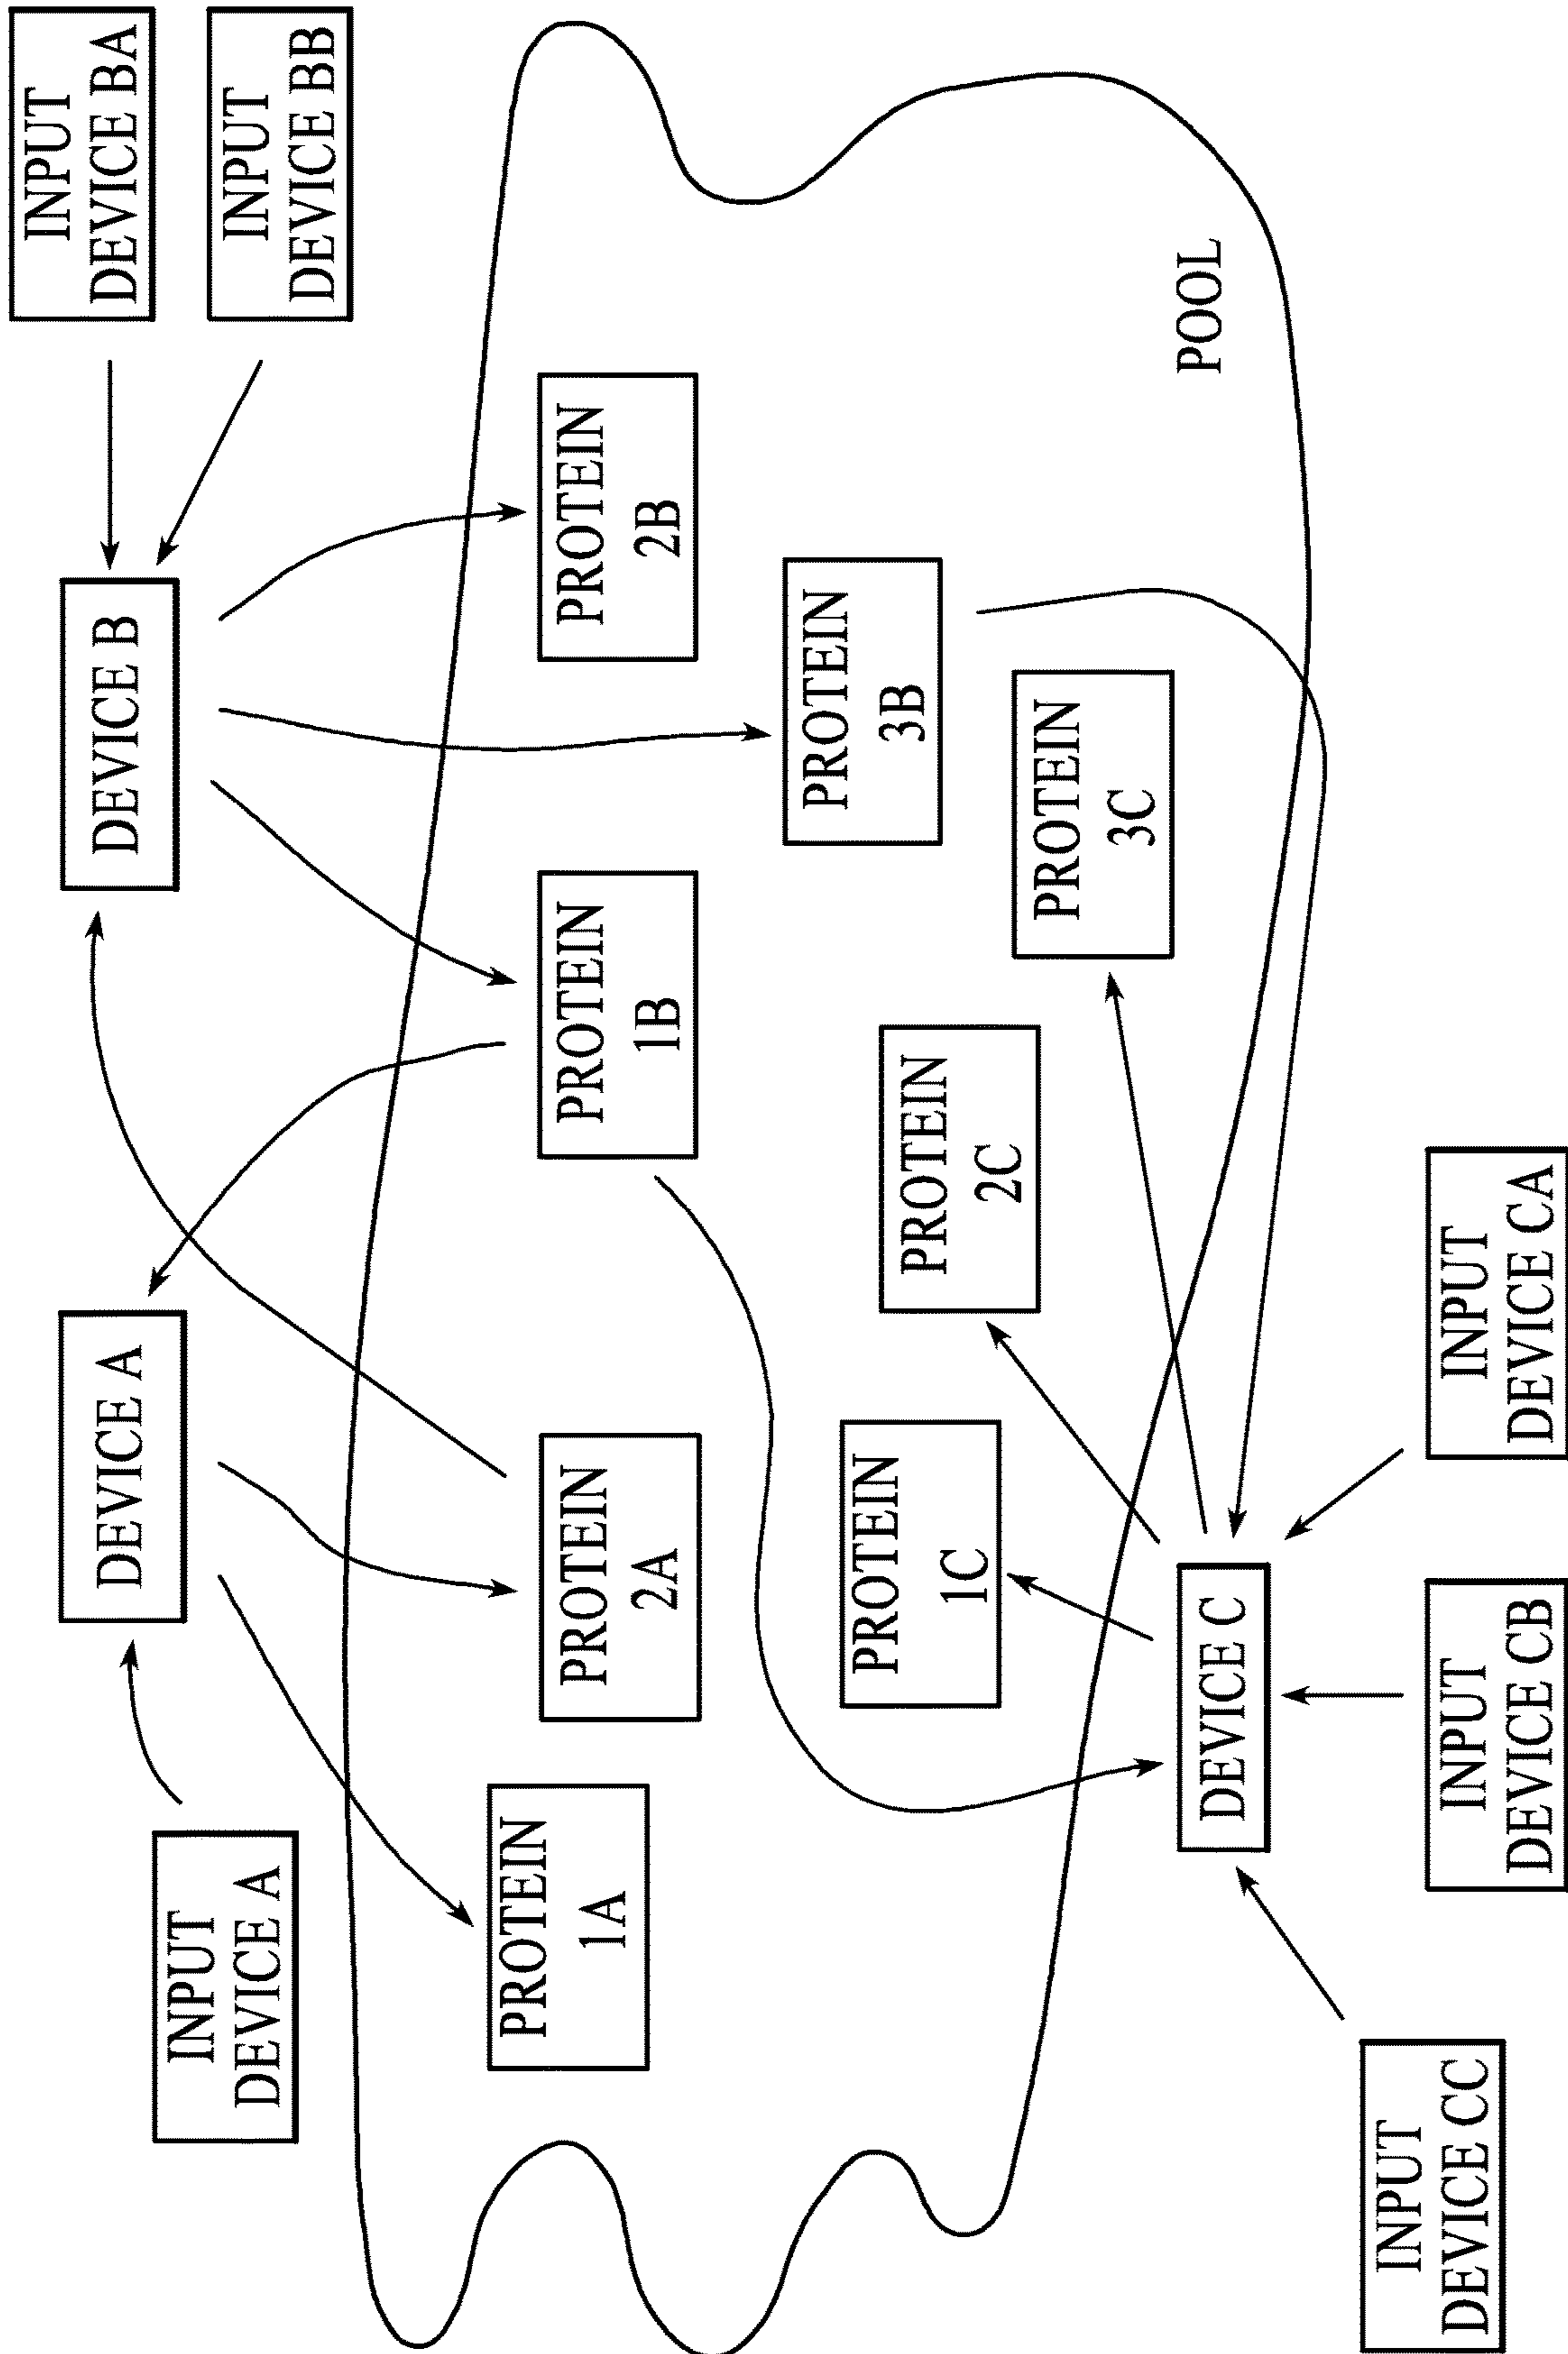 INPUT
DEVICE A
DEVICE A
DEVICE B
INPUT
DEVICE BA
INPUT
DEVICE BB
PROTEIN
1A
PROTEIN
2A
PROTEIN
1B
PROTEIN
2B
PROTEIN
3B
PROTEIN
1C
PROTEIN
2C
PROTEIN
3C
POOL
DEVICE C
INPUT
DEVICE CC
INPUT
DEVICE CB
INPUT
DEVICE CA